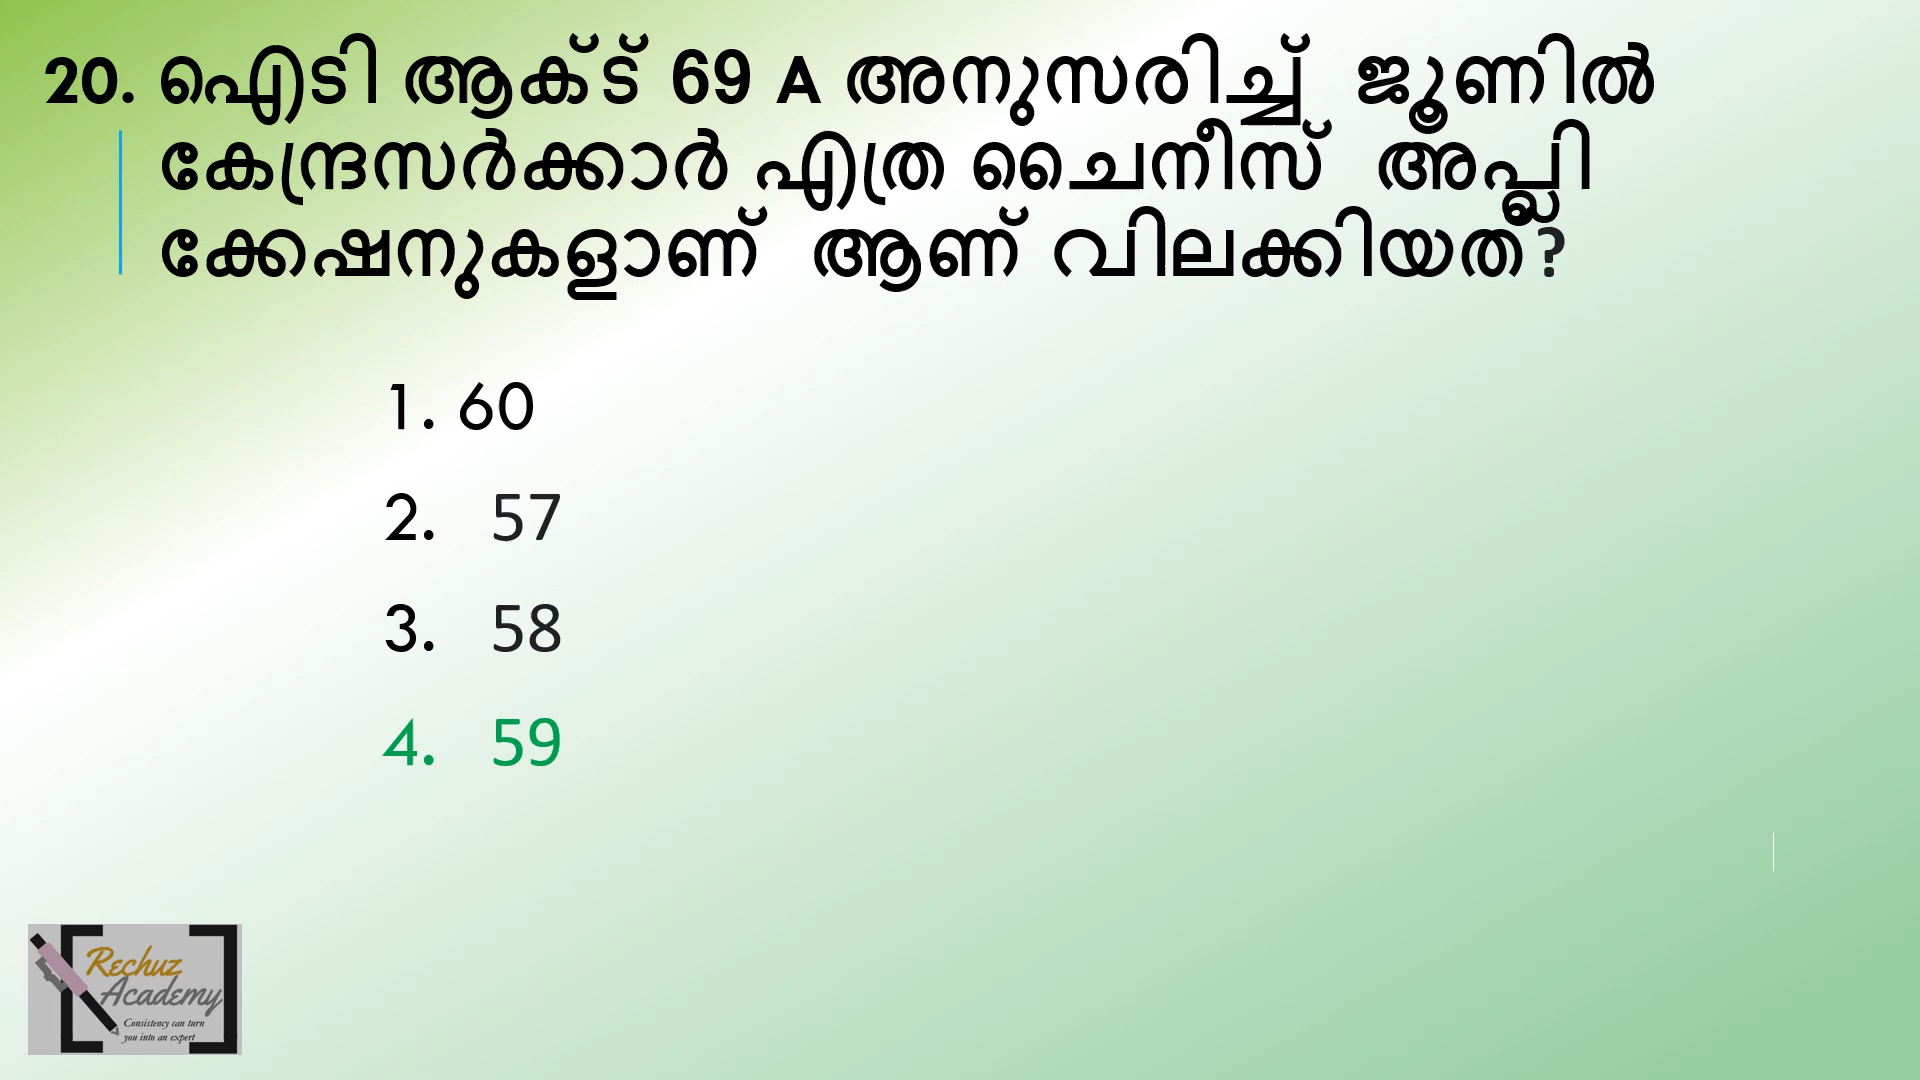 20. ഐടി ആക്ട് 69 A അനുസരിച്ച് ജൂണിൽ
കേന്ദ്രസർക്കാർ എത്ര ചൈനീസ് അപ്ലി
ക്കേഷനുകളാണ് ആണ് വിലക്കിയത്?
1. 60
2. 57
3. 58
4. 59
Rechuz
Academy
Consistency can turn
you into an expert